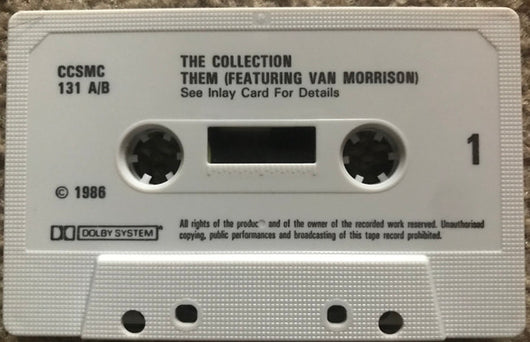 THE COLLECTION
CCSMC
THEM (FEATURING VAN MORRISON)
131 A/B
See Inlay Card For Details
1
© 1986
DOLBY SYSTEM
All rights of the and of the owner of the recorded work reserved. Unauthorised
copying, public performances and broadcasting of this tape record prohibited.